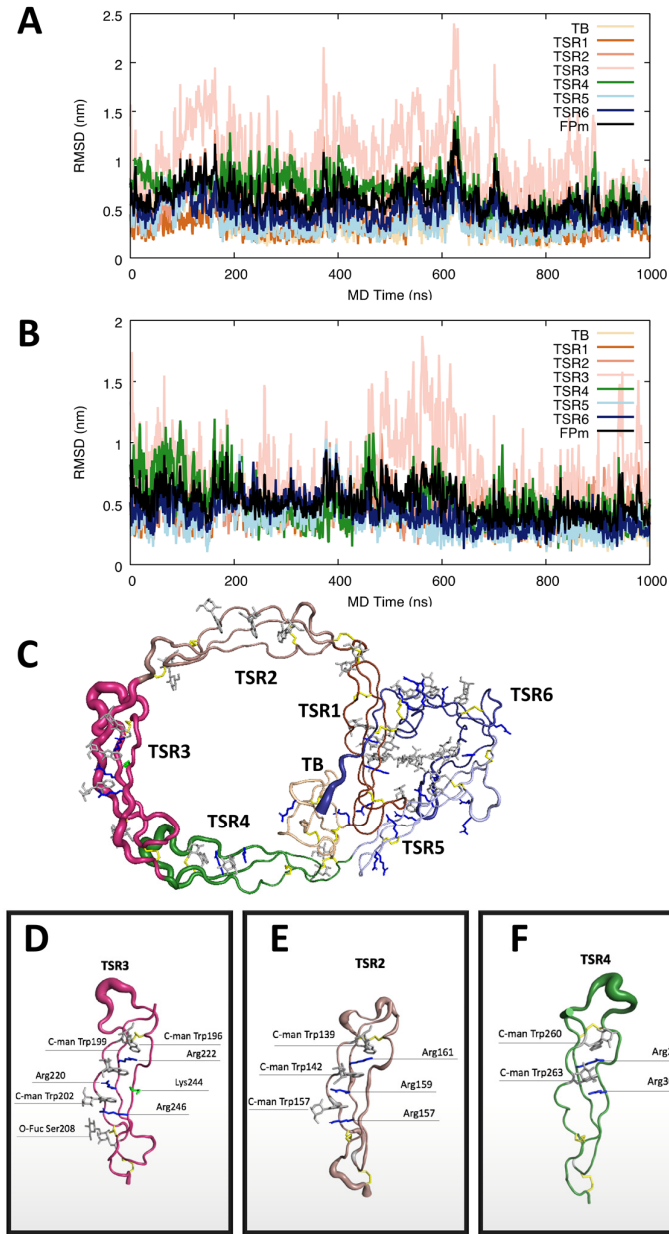 A
RMSD (nm)
2.5
2
1.5
1
0.5
0
0
200
400
600
800
1000
MD Time (ns)
TB
TSR1
TSR2
TSR3
TSR4
TSR5
TSR6
FPm
B
RMSD (nm)
2
1.5
1
0.5
0
0
200
400
600
800
1000
MD Time (ns)
TB
TSR1
TSR2
TSR3
TSR4
TSR5
TSR6
FPm
C
TSR2
TSR1
TSR6
TSR3
TB
TSR4
TSR5
D
TSR3
C-man Trp199
C-man Trp196
Arg222
Arg220
Lys244
C-man Trp202
Arg246
O-Fuc Ser208
E
TSR2
C-man Trp139
Arg161
C-man Trp142
Arg159
C-man Trp157
Arg157
F
TSR4
C-man Trp260
C-man Trp263